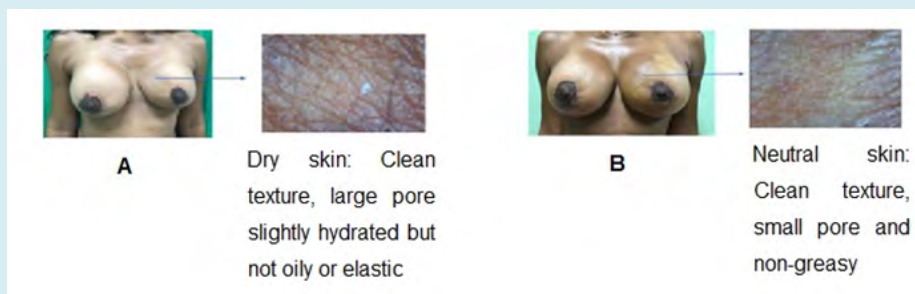 A
Dry skin: Clean
texture, large pore
slightly hydrated but
not oily or elastic
B
Neutral skin:
Clean texture,
small pore and
non-greasy